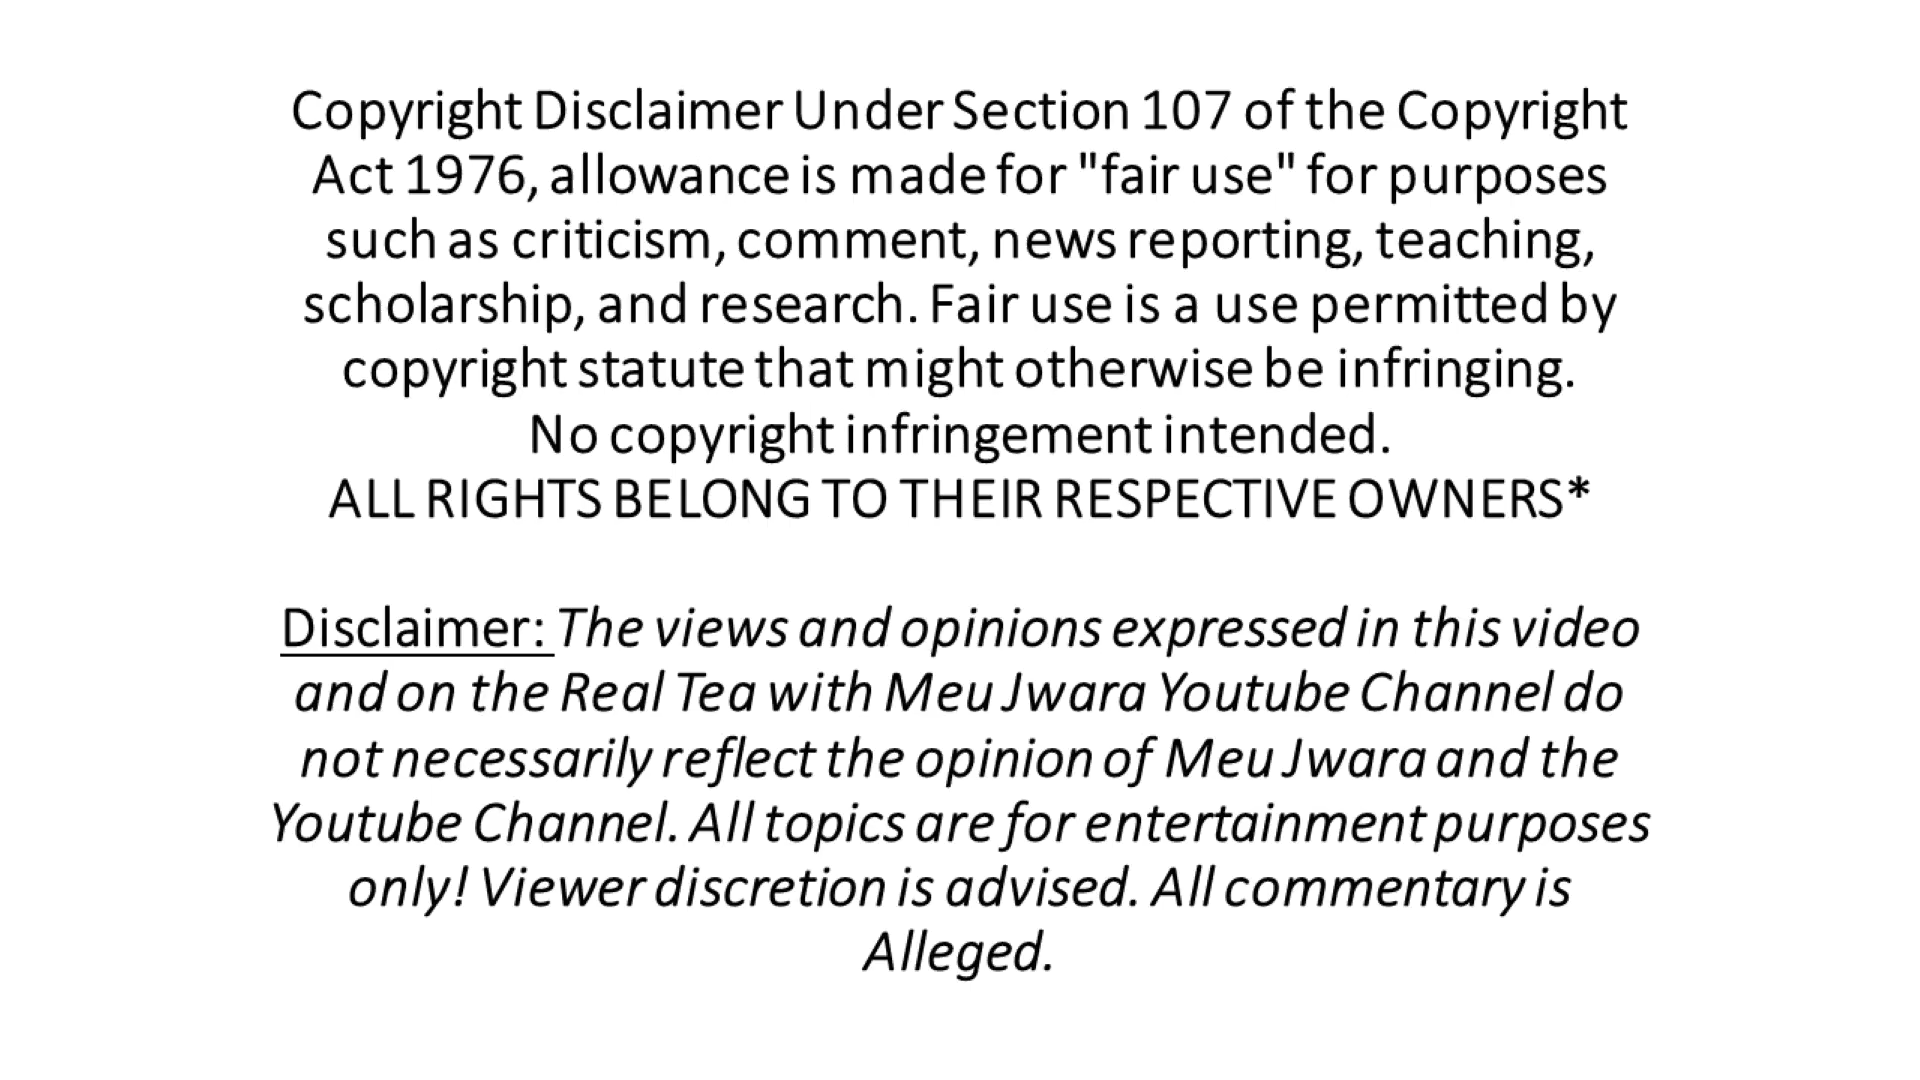 Copyright Disclaimer Under Section 107 of the Copyright
Act 1976, allowance is made for "fair use" for purposes
such as criticism, comment, news reporting, teaching,
scholarship, and research. Fair use is a use permitted by
copyright statute that might otherwise be infringing.
No copyright infringement intended.
ALL RIGHTS BELONG TO THEIR RESPECTIVE OWNERS*
Disclaimer: The views and opinions expressed in this video
and on the Real Tea with Meu Jwara Youtube Channel do
not necessarily reflect the opinion of Meu Jwara and the
Youtube Channel. All topics are for entertainment purposes
only! Viewer discretion is advised. All commentary is
Alleged.